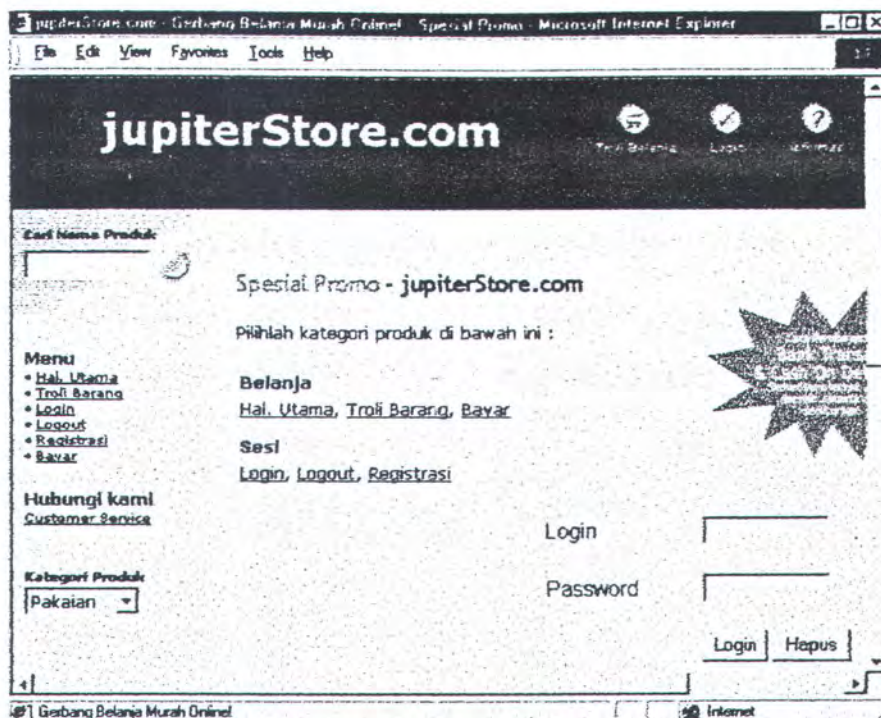 jupiterStore.com - Gerbang Belanja Murah Online! - Spesial Promo - Microsoft Internet Explorer
File Edit View Favorites Tools Help
jupiterStore.com
Troli Belanja Login
Cari Nama Produk
Spesial Promo - jupiterStore.com
Pilihlah kategori produk di bawah ini :
Menu
Hal. Utama
Troli Barang
Login
Logout
Registrasi
Bayar
Belanja
Hal. Utama, Troli Barang, Bayar
Sesi
Login, Logout, Registrasi
Hubungi kami
Customer Service
Kategori Produk
Pakaian
Login
Password
Login Hapus
Gerbang Belanja Murah Online!
Internet